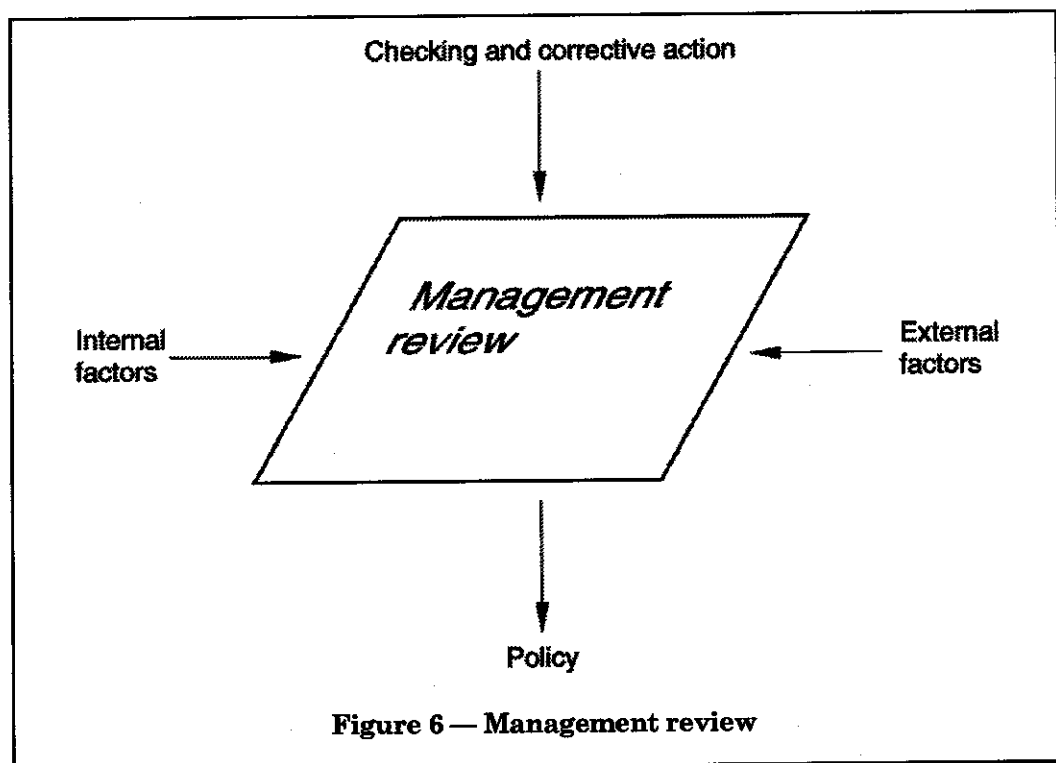 Checking and corrective action
Management
review
Internal
factors
External
factors
Policy
Figure 6 — Management review